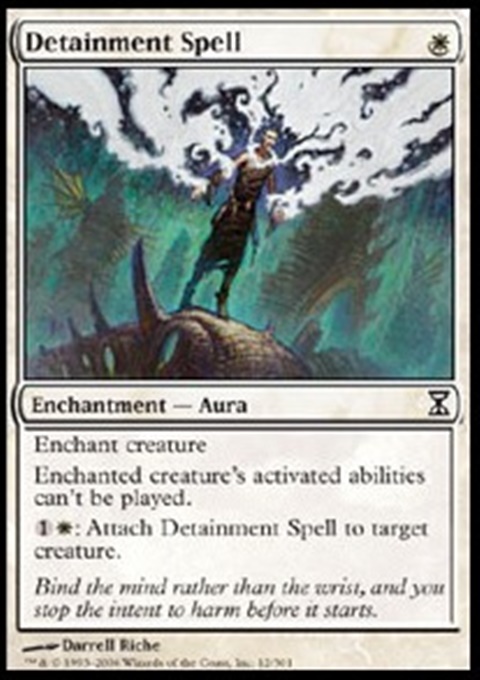 Detainment Spell
Enchantment — Aura
Enchant creature
Enchanted creature's activated abilities
can't be played.
1 : Attach Detainment Spell to target
creature.
Bind the mind rather than the wrist, and you
stop the intent to harm before it starts.
Darrell Riche
™ & © 1993–2006 Wizards of the Coast, Inc. 12/301